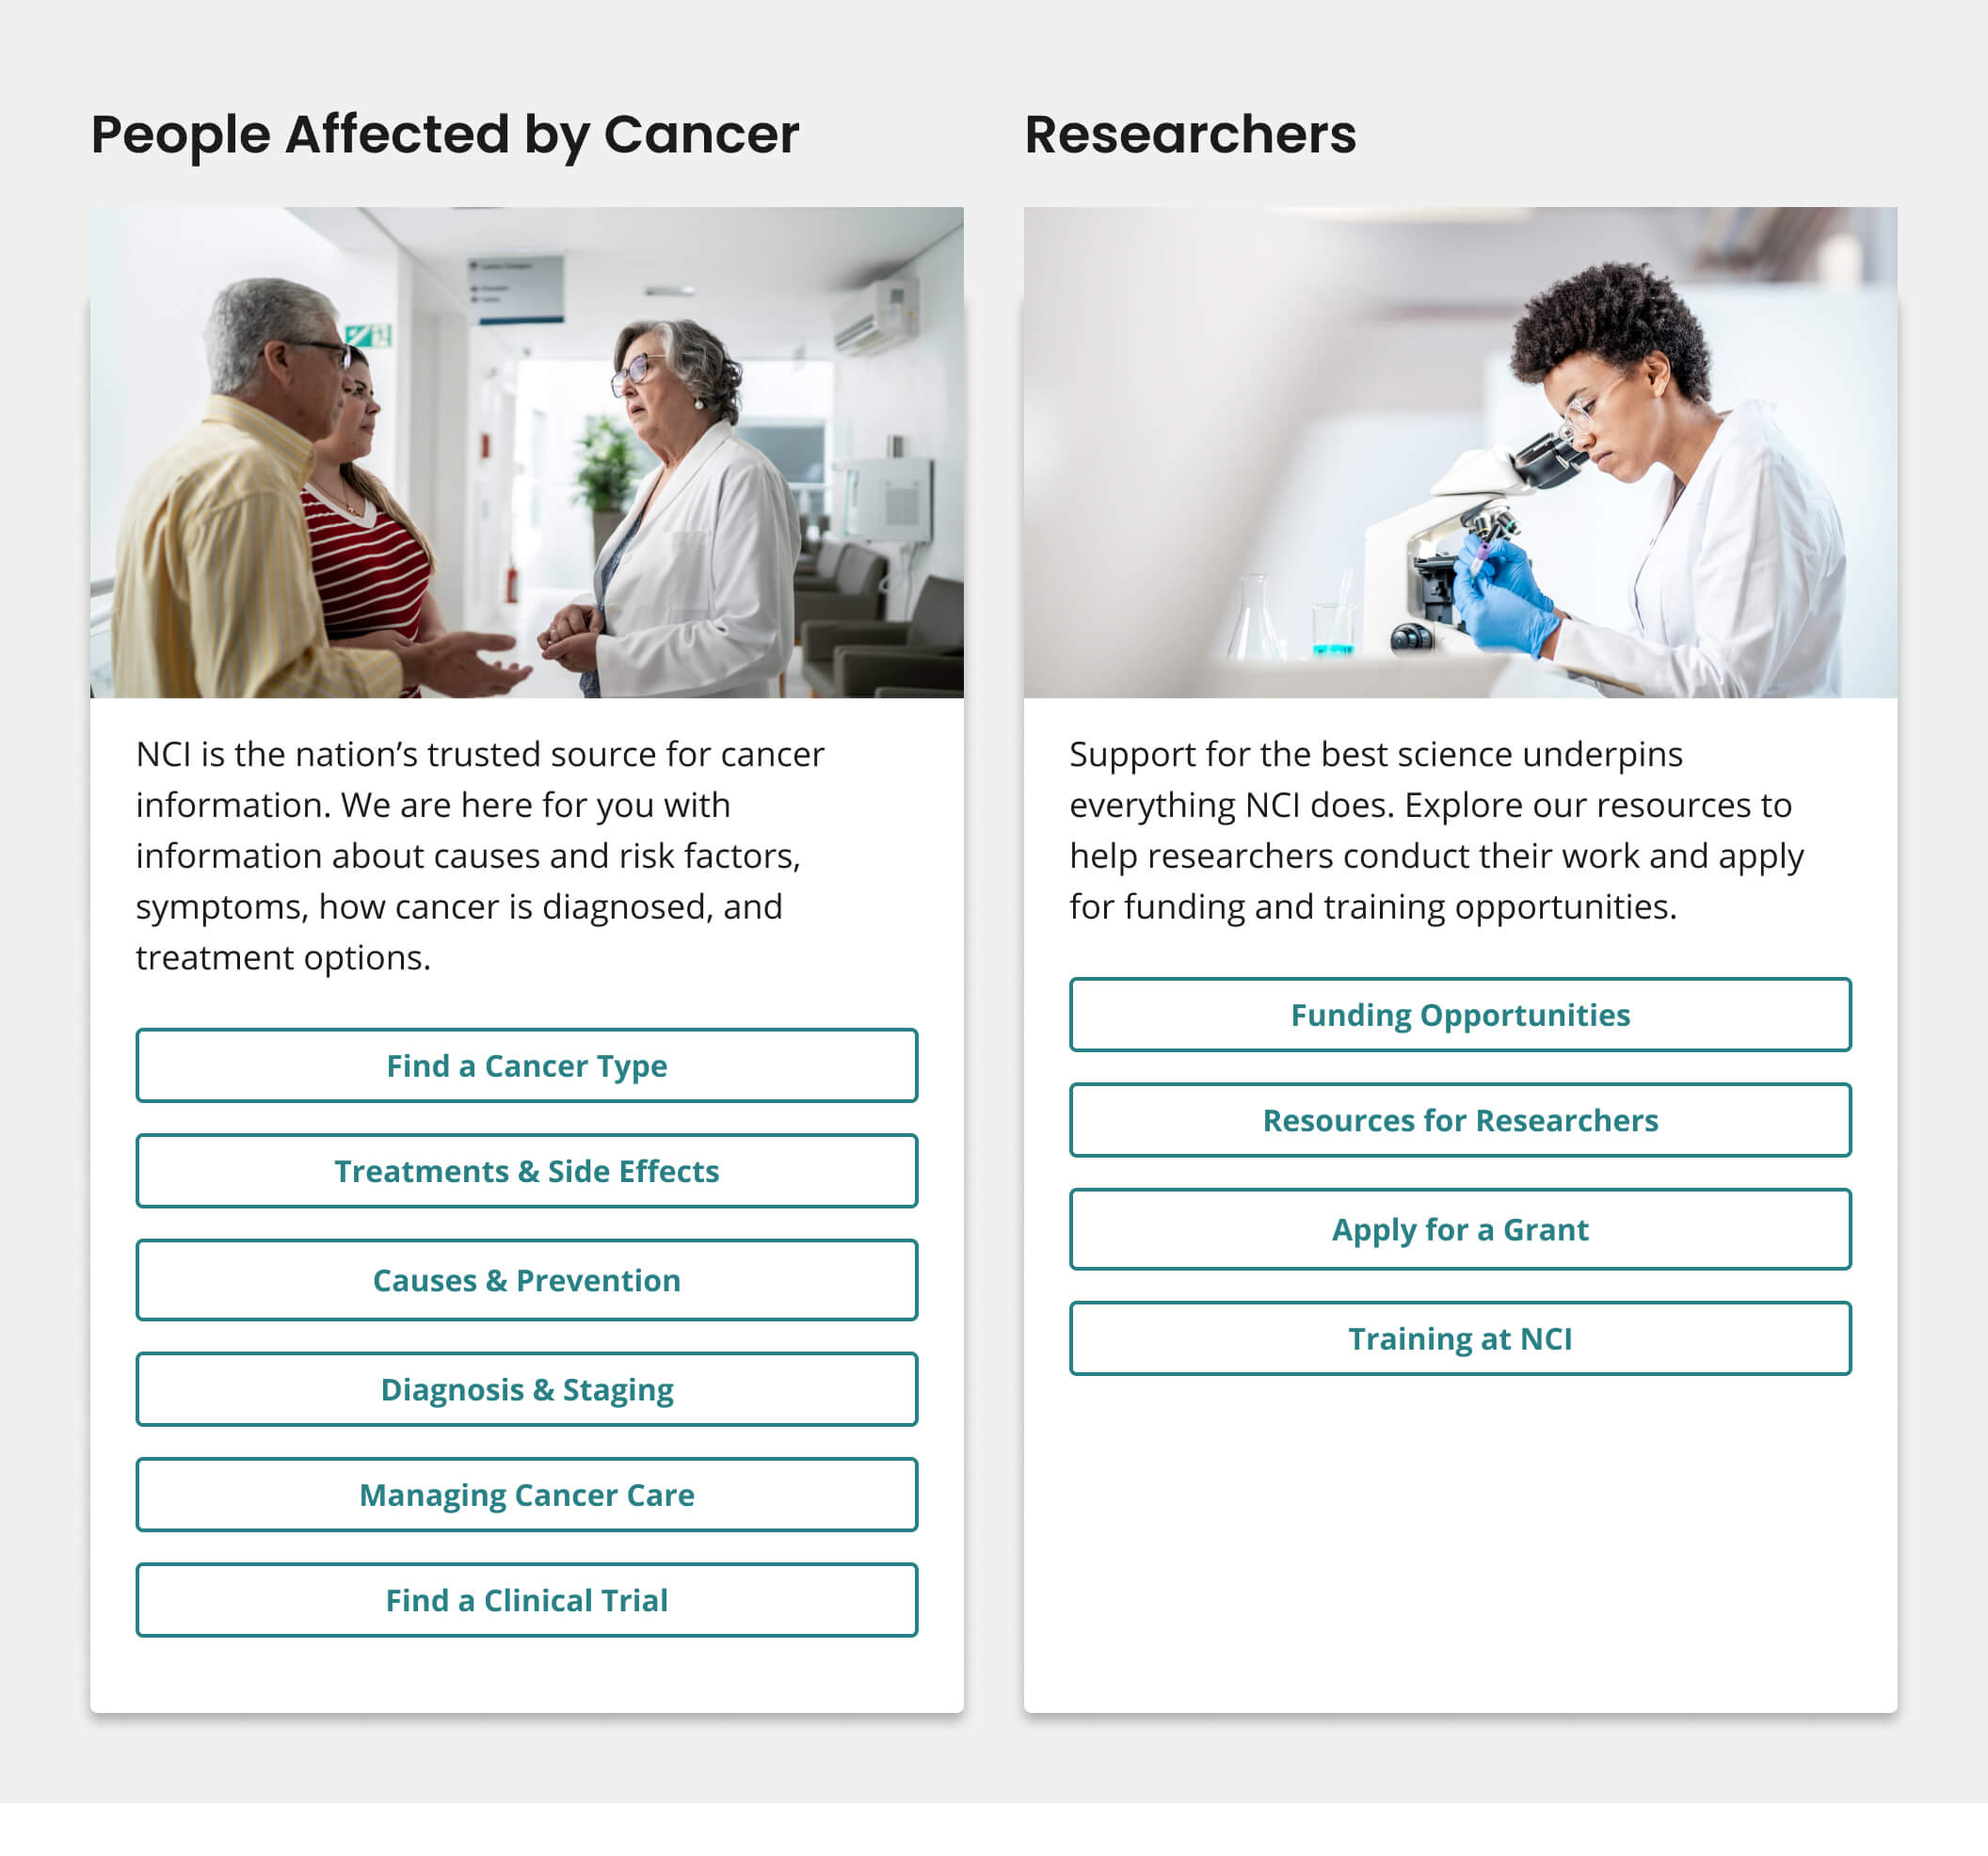 People Affected by Cancer
NCI is the nation’s trusted source for cancer
information. We are here for you with
information about causes and risk factors,
symptoms, how cancer is diagnosed, and
treatment options.
Find a Cancer Type
Treatments & Side Effects
Causes & Prevention
Diagnosis & Staging
Managing Cancer Care
Find a Clinical Trial
Researchers
Support for the best science underpins
everything NCI does. Explore our resources to
help researchers conduct their work and apply
for funding and training opportunities.
Funding Opportunities
Resources for Researchers
Apply for a Grant
Training at NCI